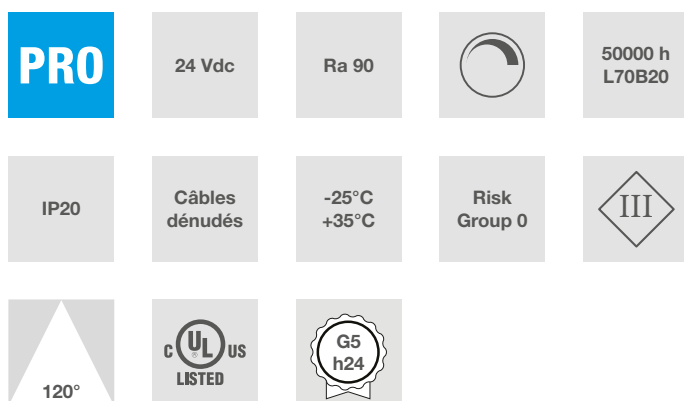 PRO
24 Vdc
Ra 90
50000 h
L70B20
IP20
Câbles
dénudés
-25°C
+35°C
Risk
Group 0
III
120°
C UL US
®
LISTED
G5
h24